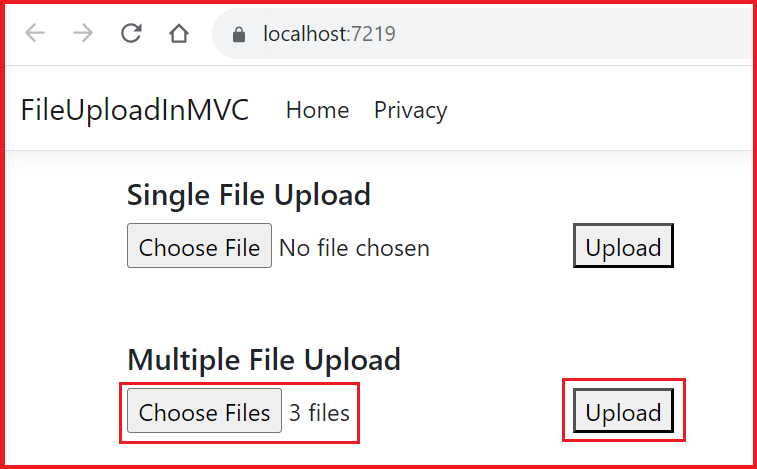 localhost:7219
FileUploadInMVC Home Privacy
Single File Upload
Choose File No file chosen Upload
Multiple File Upload
Choose Files 3 files Upload